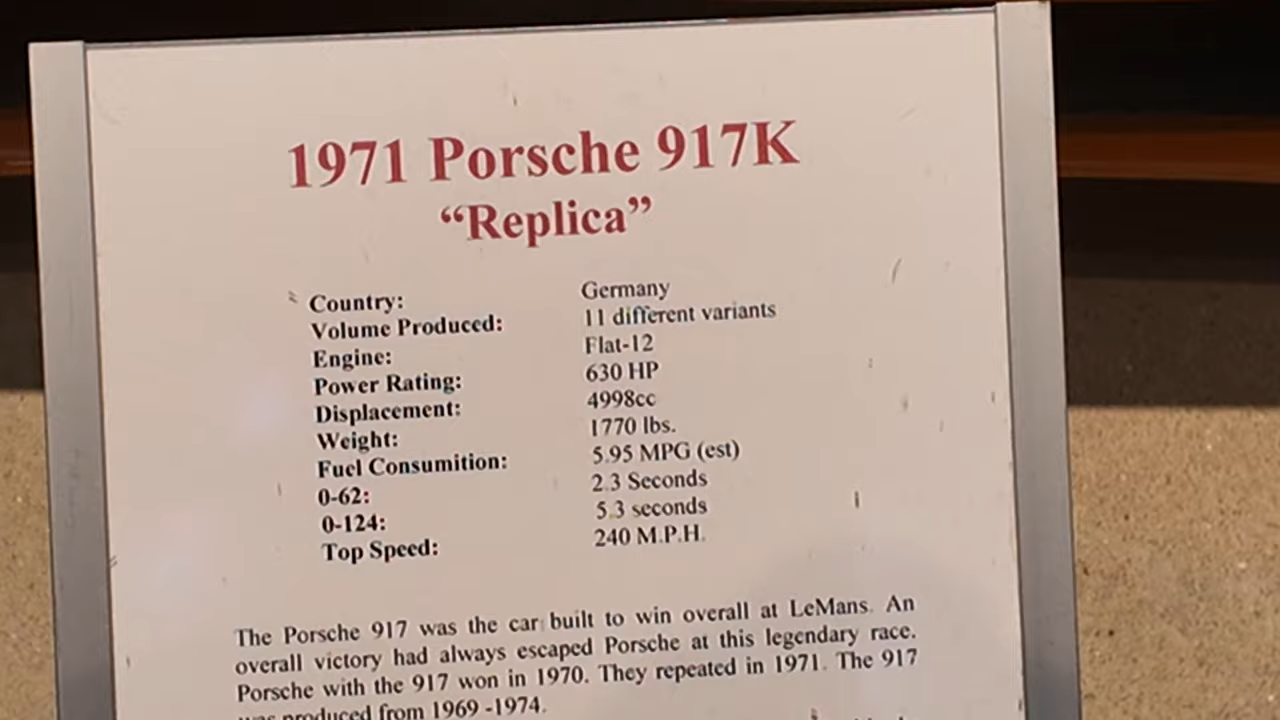 1971 Porsche 917K
“Replica”
Country: Germany
Volume Produced: 11 different variants
Engine: Flat-12
Power Rating: 630 HP
Displacement: 4998cc
Weight: 1770 lbs.
Fuel Consumition: 5.95 MPG (est)
0-62: 2.3 Seconds
0-124: 5.3 seconds
Top Speed: 240 M.P.H.
The Porsche 917 was the car built to win overall at LeMans. An
overall victory had always escaped Porsche at this legendary race.
Porsche with the 917 won in 1970. They repeated in 1971. The 917
was produced from 1969 -1974.